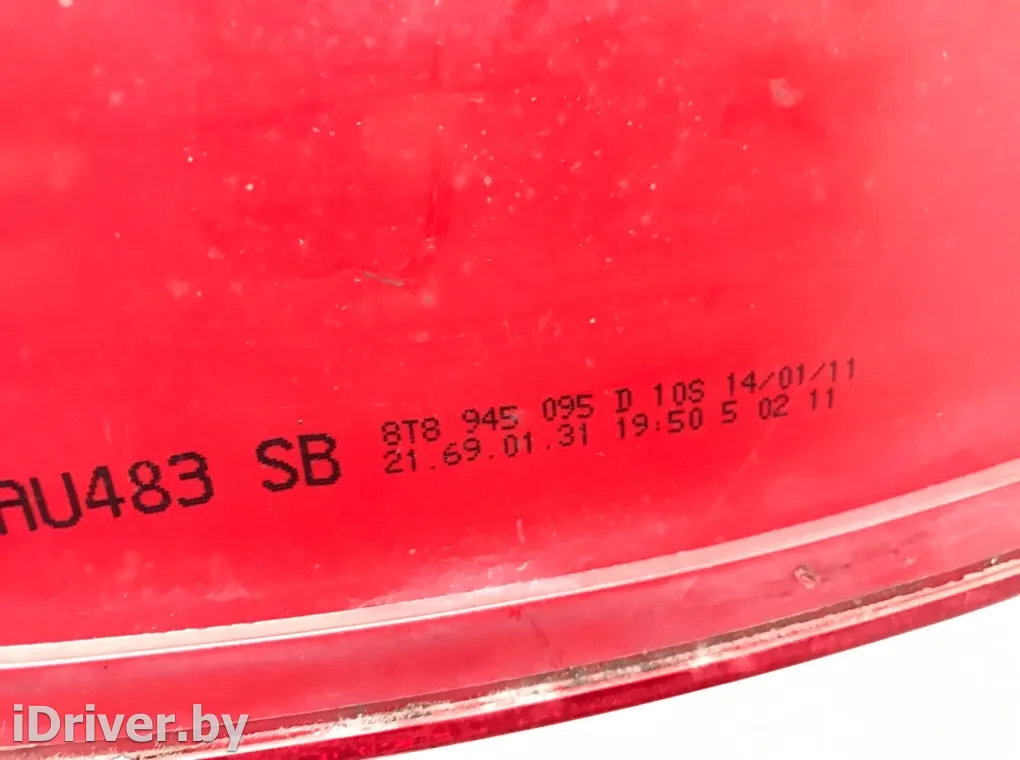 8T8 945 095 D 10S 14/01/11
AU483 SB
21.69.01.31 19:50 5 02 11
iDriver.by